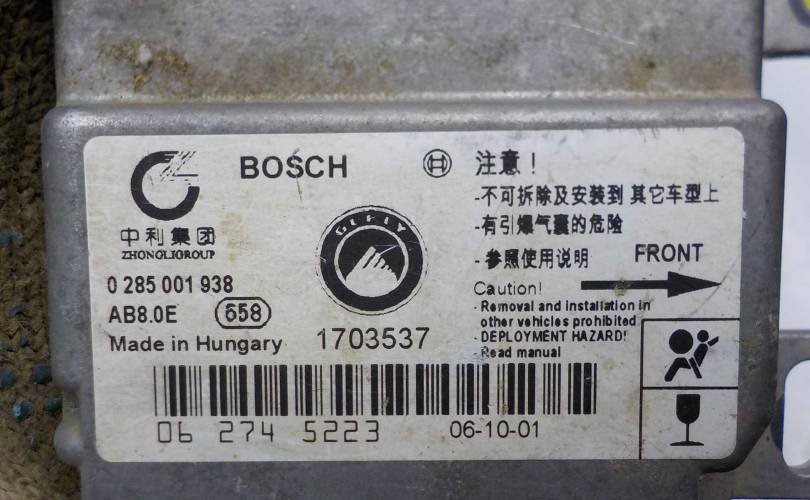 BOSCH
中利集团
ZHONGLIGROUP
0 285 001 938
AB8.0E 658
Made in Hungary
GEELY
1703537
注意！
-不可拆除及安装到 其它车型上
-有引爆气囊的危险
-参照使用说明
FRONT
Caution!
- Removal and installation in
other vehicles prohibited
- DEPLOYMENT HAZARD!
- Read manual
06 274 5223
06-10-01